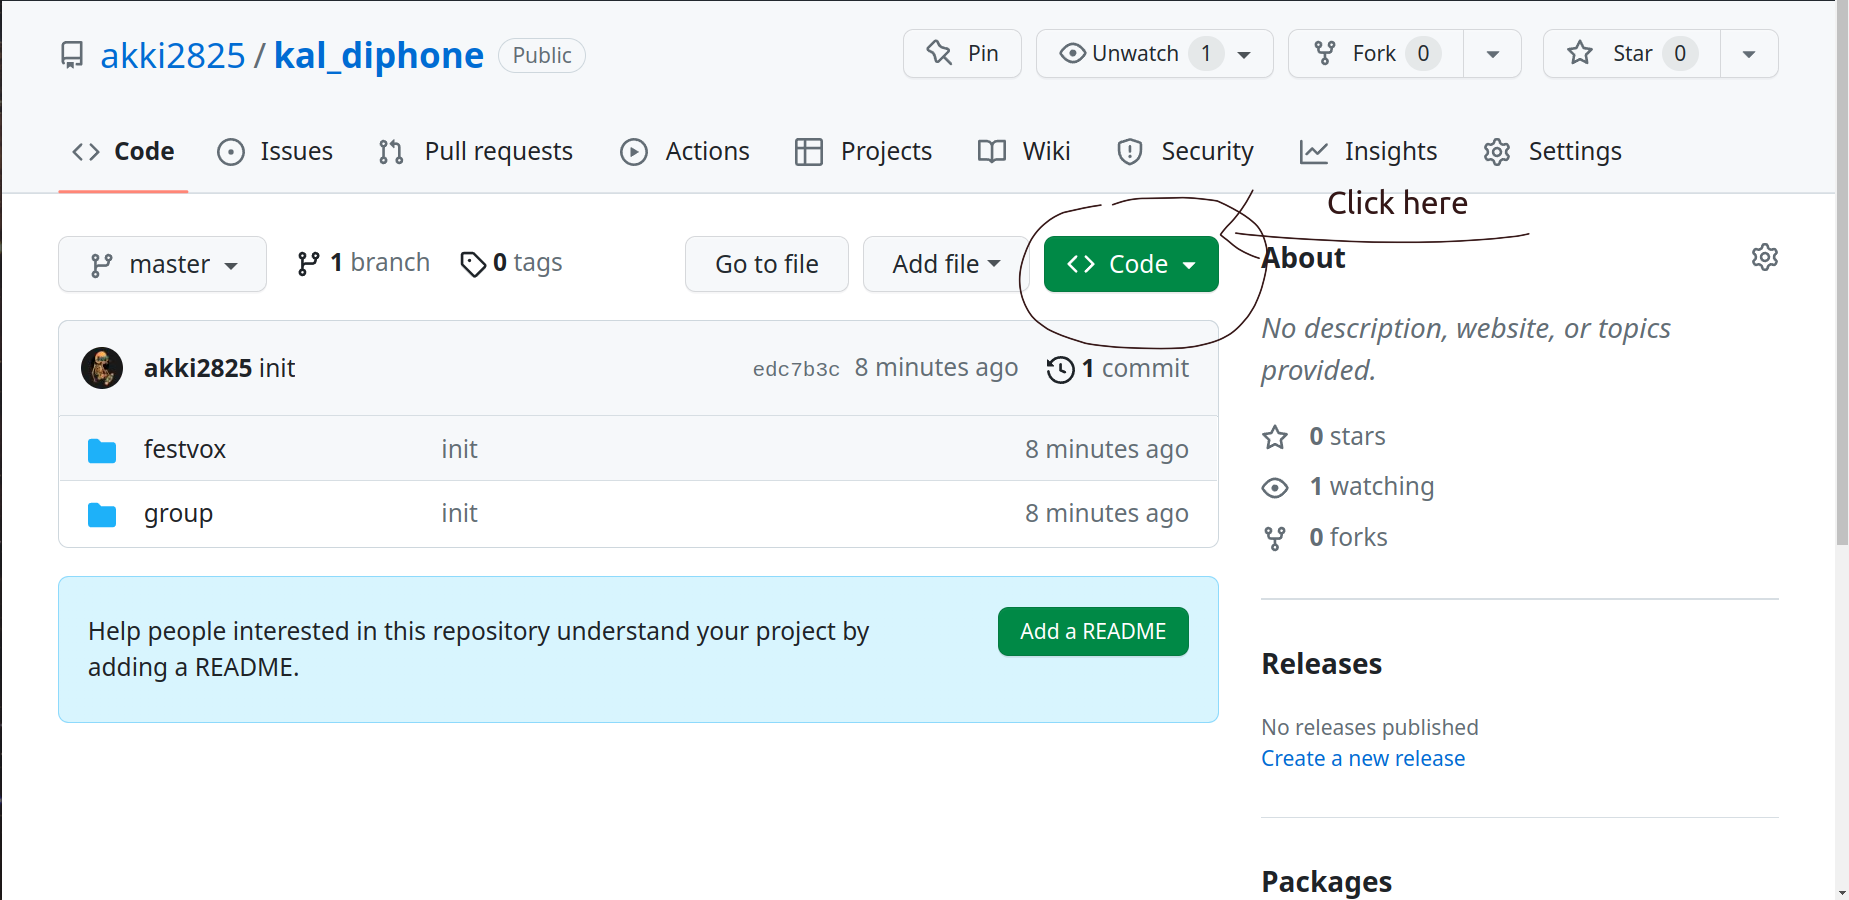 akki2825 / kal_diphone Public Pin Unwatch 1 Fork 0 Star 0
Code Issues Pull requests Actions Projects Wiki Security Insights Settings
Click here
master 1 branch 0 tags Go to file Add file Code
About
No description, website, or topics
provided.
akki2825 init edc7b3c 8 minutes ago 1 commit
festvox init 8 minutes ago
group init 8 minutes ago
0 stars
1 watching
0 forks
Help people interested in this repository understand your project by
adding a README.
Add a README
Releases
No releases published
Create a new release
Packages